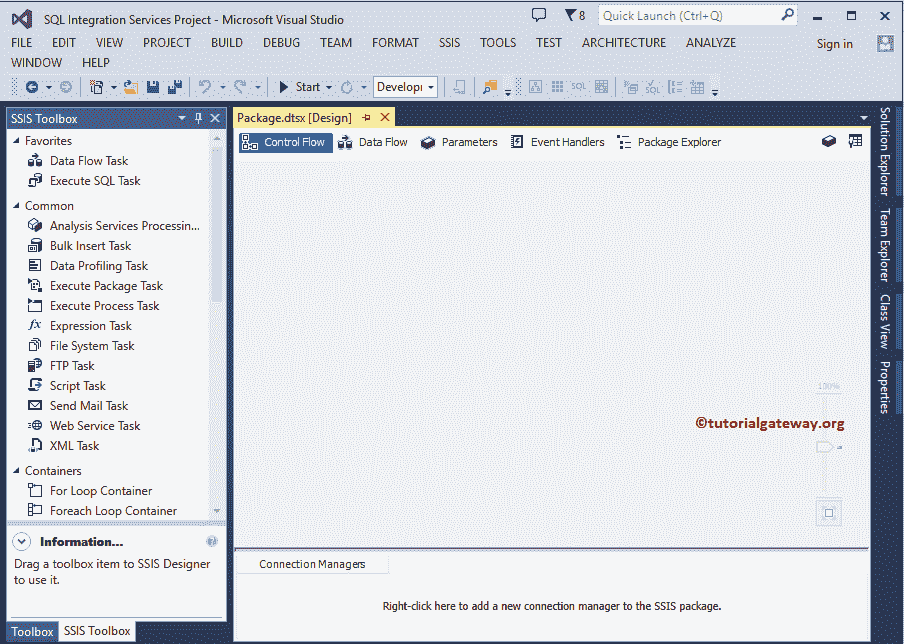 SQL Integration Services Project - Microsoft Visual Studio
8
Quick Launch (Ctrl+Q)
FILE EDIT VIEW PROJECT BUILD DEBUG TEAM FORMAT SSIS TOOLS TEST ARCHITECTURE ANALYZE
Sign in
WINDOW HELP
Start
Developi
SQL
SQL
SSIS Toolbox
Favorites
Data Flow Task
Execute SQL Task
Common
Analysis Services Processin...
Bulk Insert Task
Data Profiling Task
Execute Package Task
Execute Process Task
fx Expression Task
File System Task
FTP Task
Script Task
Send Mail Task
Web Service Task
XML Task
Containers
For Loop Container
Foreach Loop Container
Information...
Drag a toolbox item to SSIS Designer
to use it.
Toolbox
SSIS Toolbox
Package.dtsx [Design]
Control Flow
Data Flow
Parameters
Event Handlers
Package Explorer
100%
©tutorialgateway.org
Connection Managers
Right-click here to add a new connection manager to the SSIS package.
Solution Explorer
Team Explorer
Class View
Properties